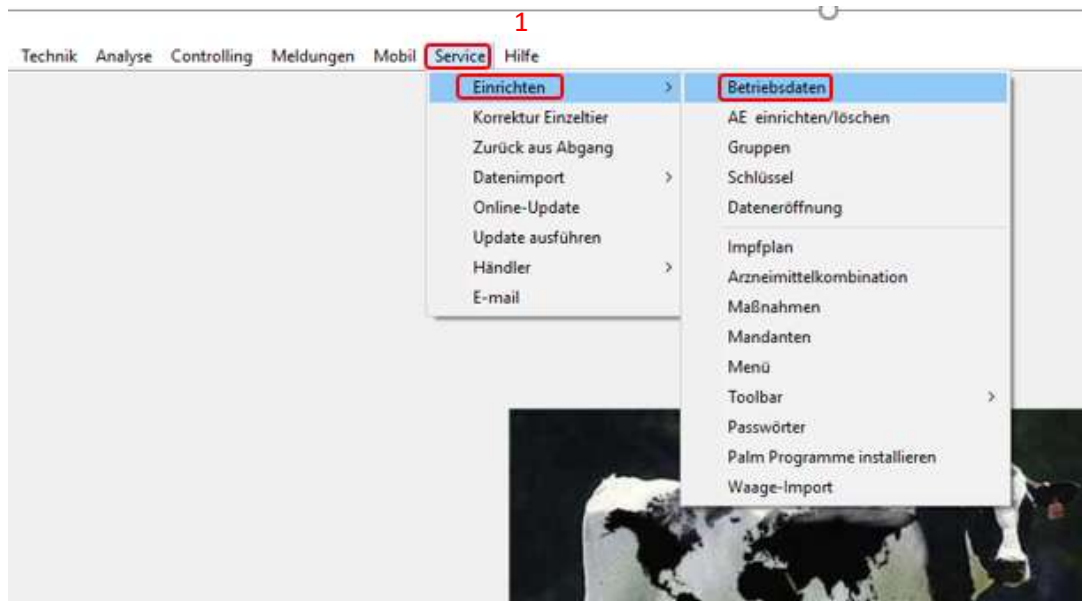 1
Technik Analyse Controlling Meldungen Mobil Service Hilfe
Einrichten >
Korrektur Einzeltier
Zurück aus Abgang
Datenimport >
Online-Update
Update ausführen
Händler >
E-mail
Betriebsdaten
AE einrichten/löschen
Gruppen
Schlüssel
Dateneröffnung
Impfplan
Arzneimittelkombination
Maßnahmen
Mandanten
Menü
Toolbar >
Passwörter
Palm Programme installieren
Waage-Import